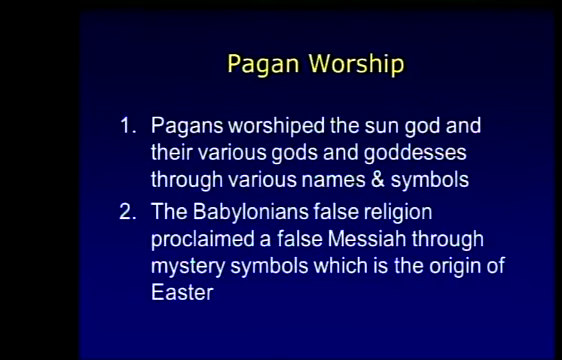 Pagan Worship
1. Pagans worshiped the sun god and
their various gods and goddesses
through various names & symbols
2. The Babylonians false religion
proclaimed a false Messiah through
mystery symbols which is the origin of
Easter